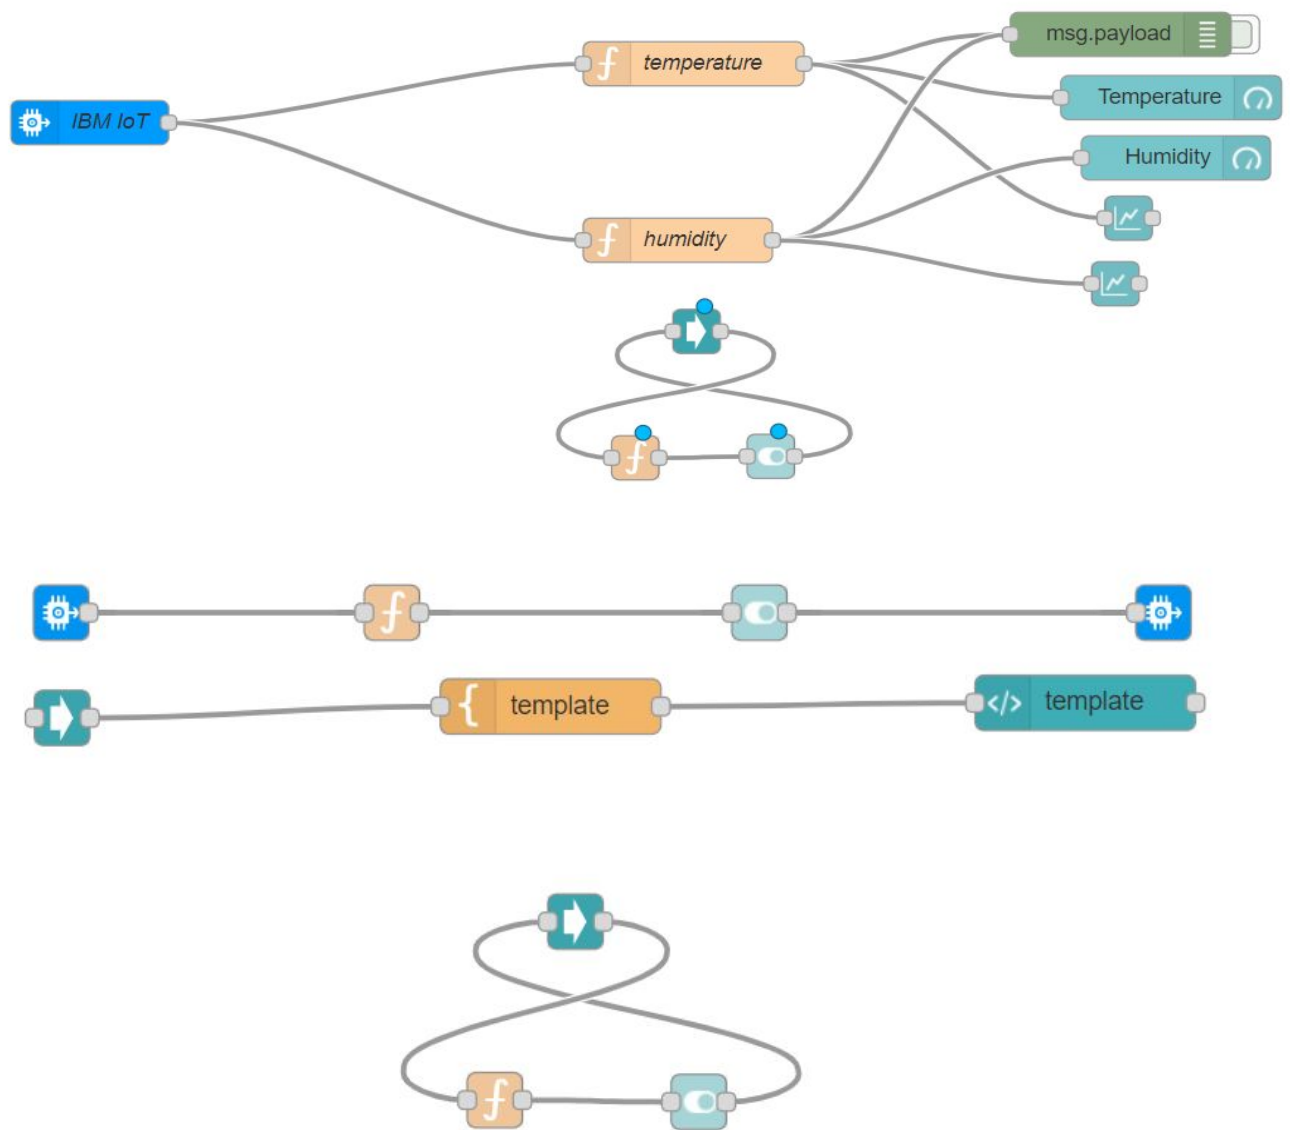 msg.payload
temperature
Temperature
IBM IoT
Humidity
humidity
template
template